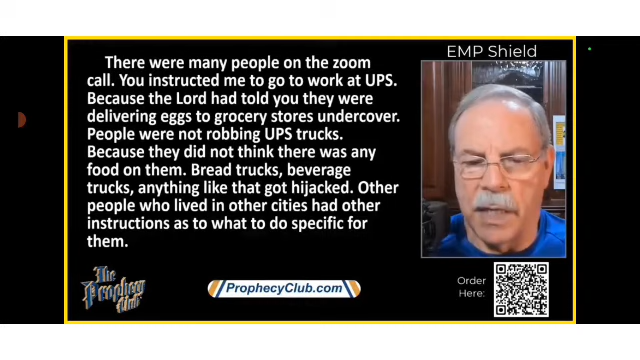 EMP Shield
There were many people on the zoom
call. You instructed me to go to work at UPS.
Because the Lord had told you they were
delivering eggs to grocery stores undercover.
People were not robbing UPS trucks.
Because they did not think there was any
food on them. Bread trucks, beverage
trucks, anything like that got hijacked. Other
people who lived in other cities had other
instructions as to what to do specific for
them.
The
Prophecy
Club
ProphecyClub.com
Order
Here: